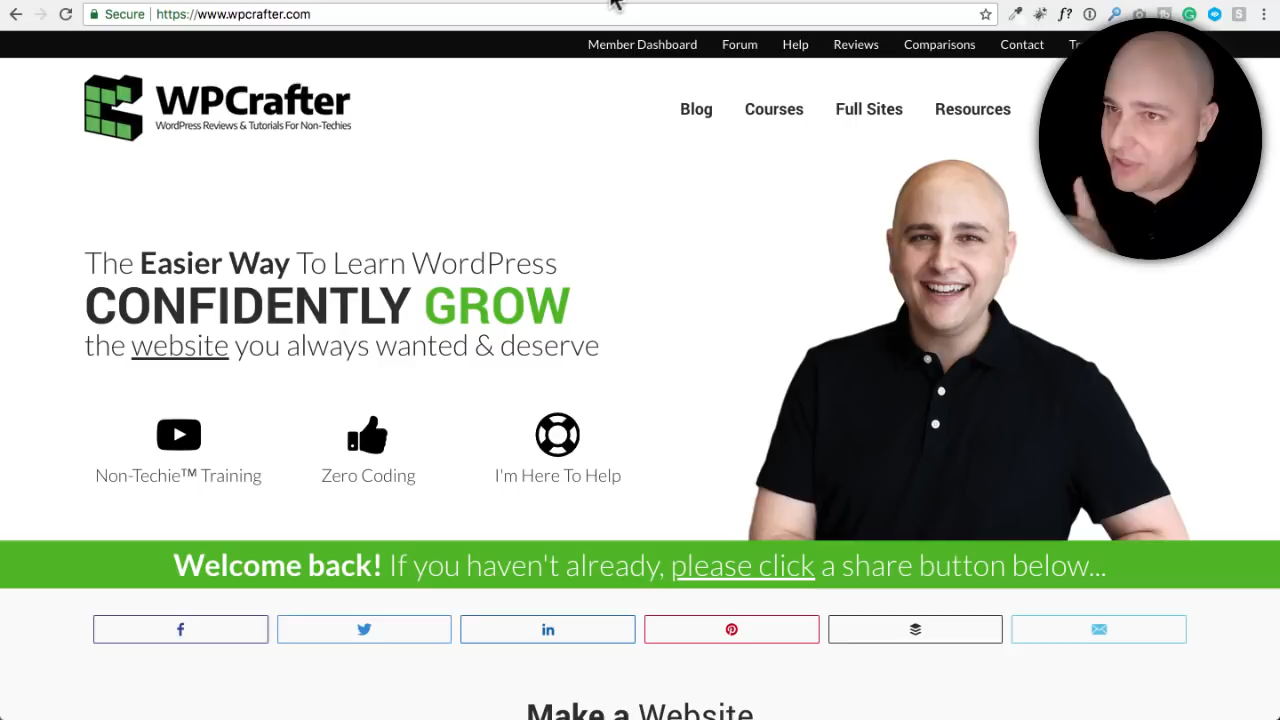 Secure https://www.wpcrafter.com
Member Dashboard Forum Help Reviews Comparisons Contact
WPCrafter
WordPress Reviews & Tutorials For Non-Techies
Blog Courses Full Sites Resources
The Easier Way To Learn WordPress
CONFIDENTLY GROW
the website you always wanted & deserve
Non-Techie™ Training Zero Coding I'm Here To Help
Welcome back! If you haven't already, please click a share button below...
Make a Website